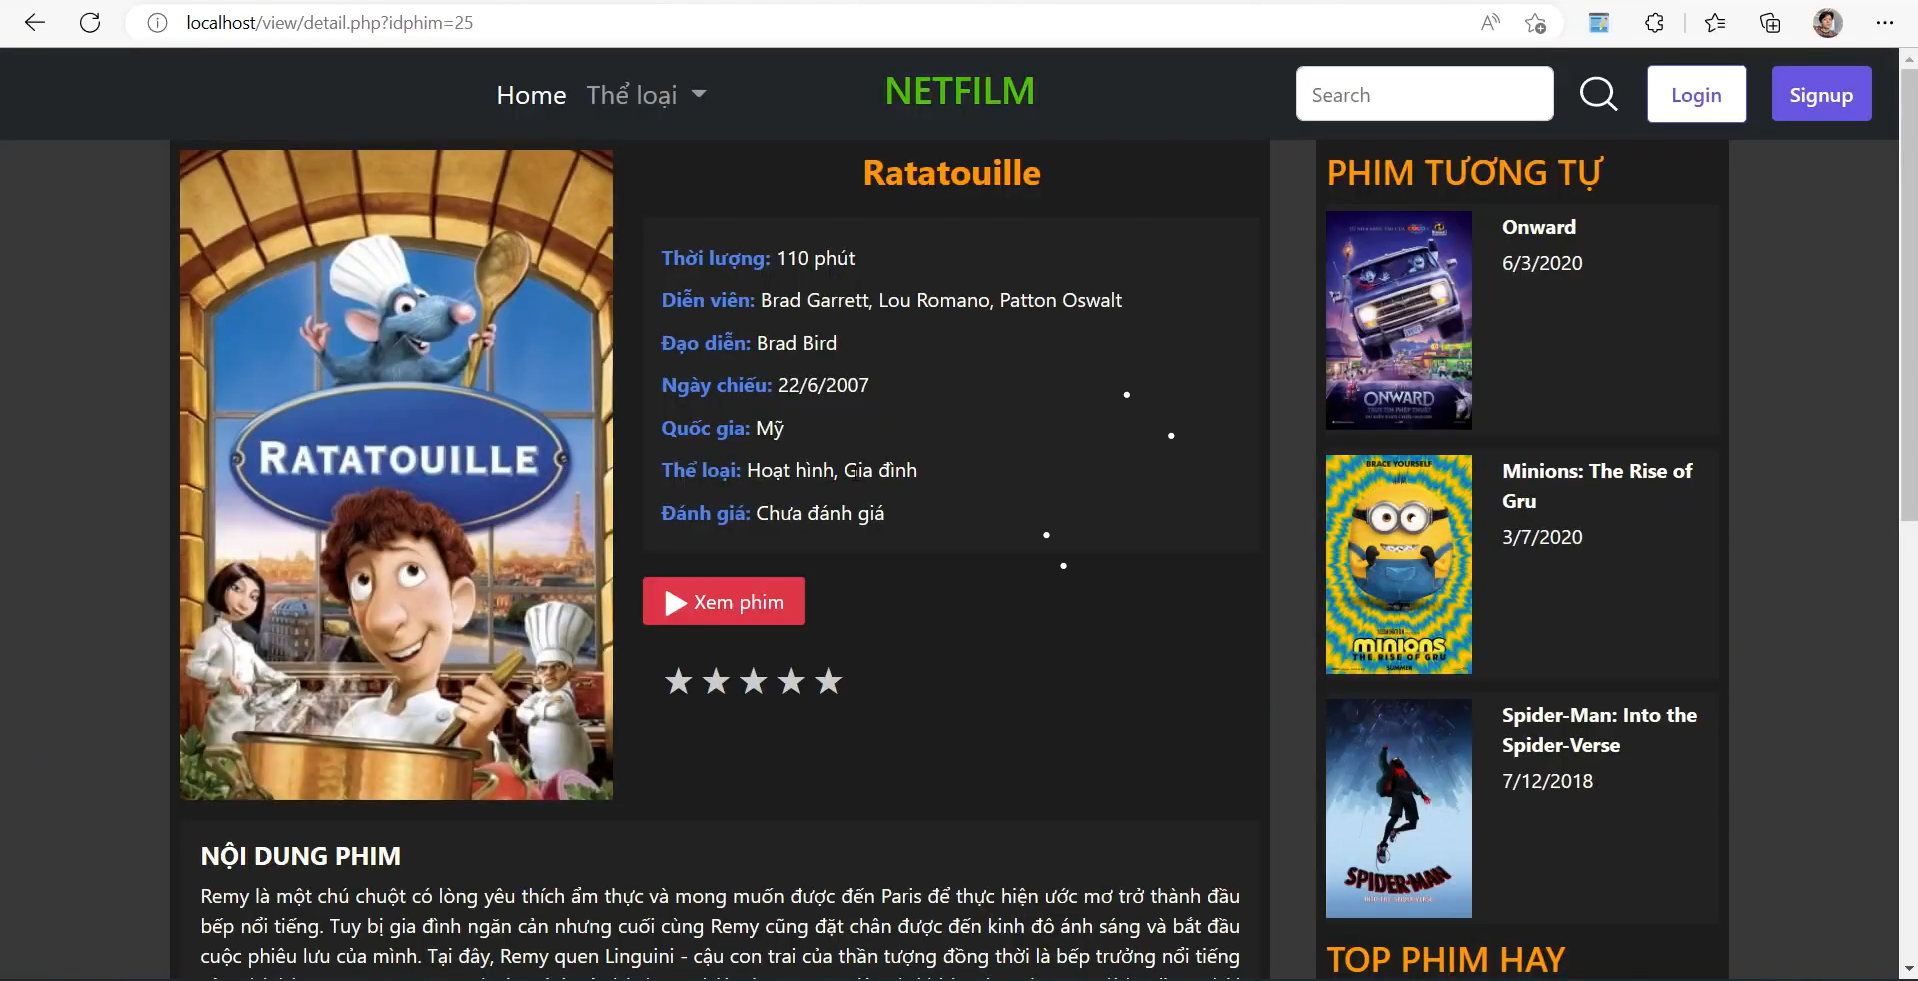 localhost/view/detail.php?idphim=25
Home Thể loại
NETFILM
Search
Login
Signup
RATATOUILLE
Ratatouille
Thời lượng: 110 phút
Diễn viên: Brad Garrett, Lou Romano, Patton Oswalt
Đạo diễn: Brad Bird
Ngày chiếu: 22/6/2007
Quốc gia: Mỹ
Thể loại: Hoạt hình, Gia đình
Đánh giá: Chưa đánh giá
Xem phim
NỘI DUNG PHIM
Remy là một chú chuột có lòng yêu thích ẩm thực và mong muốn được đến Paris để thực hiện ước mơ trở thành đầu
bếp nổi tiếng. Tuy bị gia đình ngăn cản nhưng cuối cùng Remy cũng đặt chân được đến kinh đô ánh sáng và bắt đầu
cuộc phiêu lưu của mình. Tại đây, Remy quen Linguini - cậu con trai của thần tượng đồng thời là bếp trưởng nổi tiếng
PHIM TƯƠNG TỰ
ONWARD
Onward
6/3/2020
BRACE YOURSELF
MINIONS
THE RISE OF GRU
SUMMER
Minions: The Rise of
Gru
3/7/2020
SPIDER-MAN
INTO THE SPIDER-VERSE
Spider-Man: Into the
Spider-Verse
7/12/2018
TOP PHIM HAY